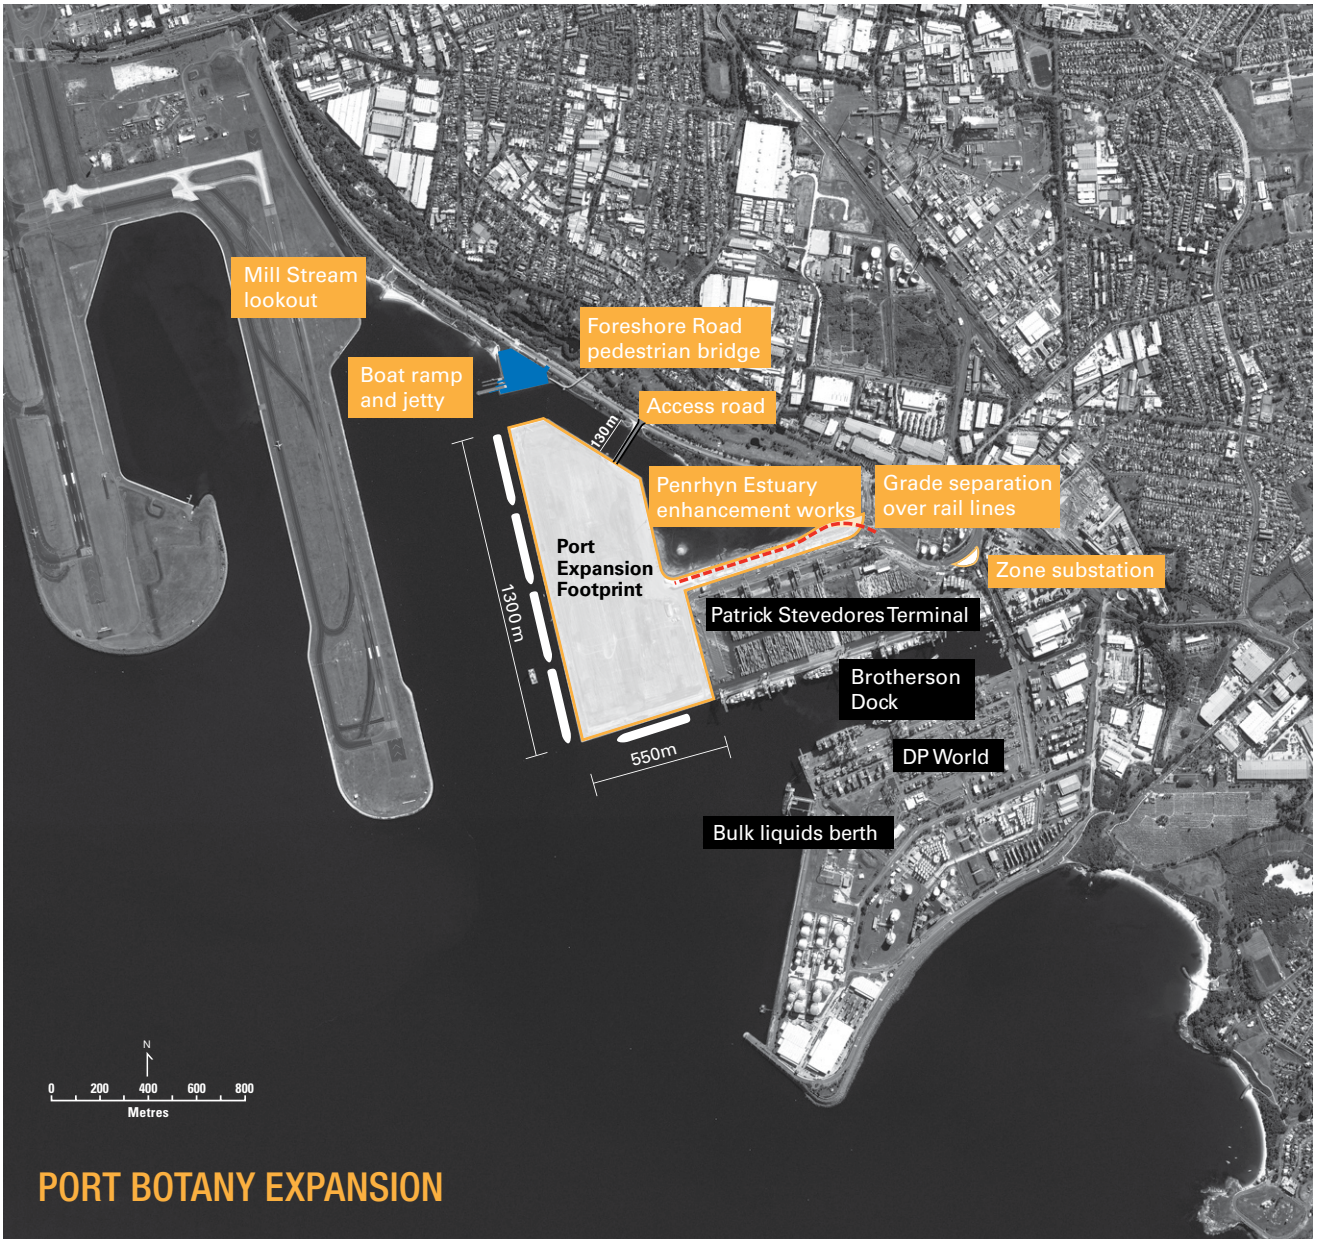 Mill Stream
lookout
Foreshore Road
pedestrian bridge
Boat ramp
and jetty
Access road
130m
Penrhyn Estuary
enhancement works
Grade separation
over rail lines
Port
Expansion
Footprint
Zone substation
1300m
Patrick Stevedores Terminal
Brotherson
Dock
550m
DP World
Bulk liquids berth
N
0 200 400 600 800
Metres
PORT BOTANY EXPANSION